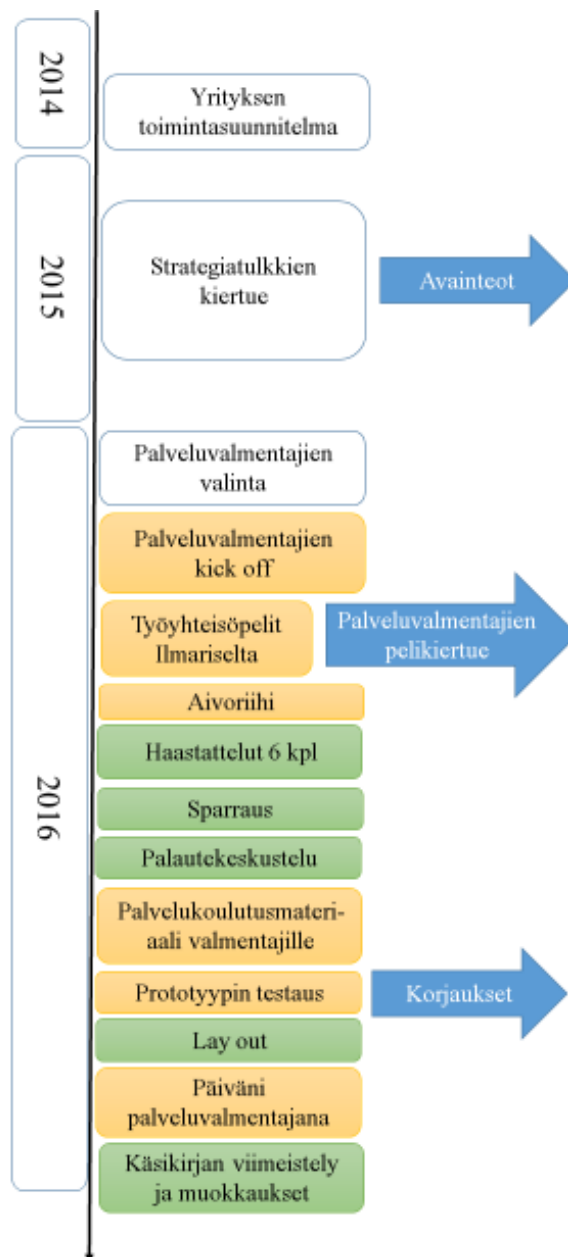 2014
Yrityksen
toimintasuunnitelma
2015
Strategiatulkkien
kiertue
Avainteot
2016
Palveluvalmentajien
valinta
Palveluvalmentajien
kick off
Työyhteisöpelit
Ilmariselta
Palveluvalmentajien
pelikiertue
Aivoriihi
Haastattelut 6 kpl
Sparraus
Palautekeskustelu
Palvelukoulutusmateri-
aali valmentajille
Prototyypin testaus
Korjaukset
Lay out
Päiväni
palveluvalmentajana
Käsikirjan viimeistely
ja muokkaukset